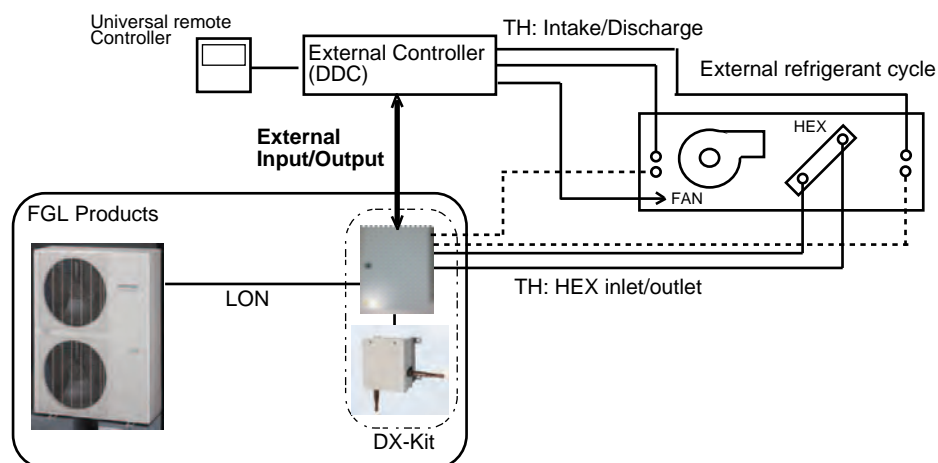 Universal remote
Controller
External Controller
(DDC)
TH: Intake/Discharge
External refrigerant cycle
HEX
External
Input/Output
FAN
FGL Products
LON
TH: HEX inlet/outlet
DX-Kit